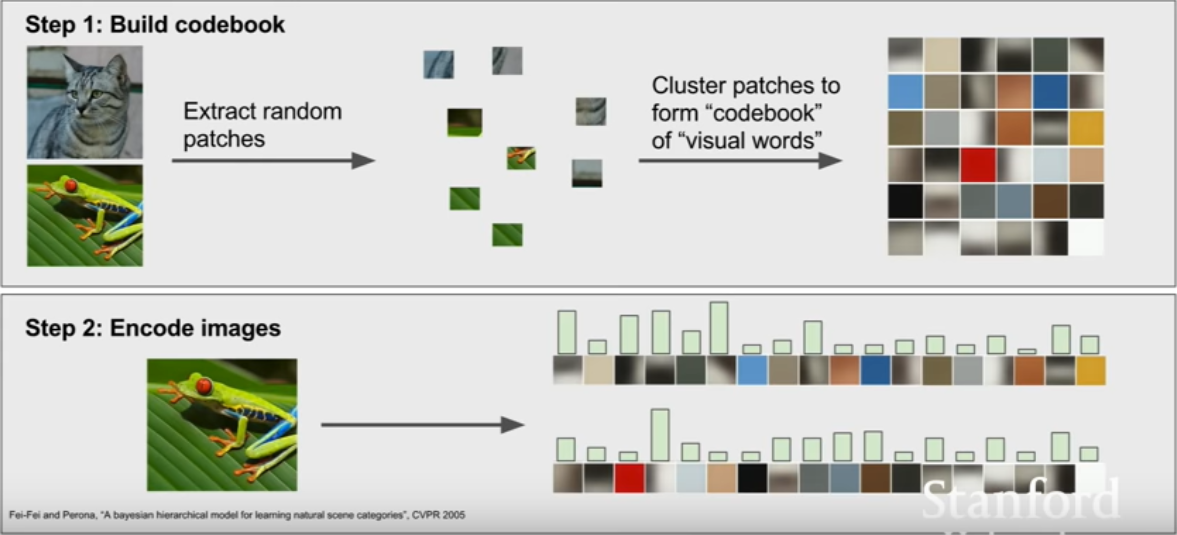 Step 1: Build codebook
Extract random
patches
Cluster patches to
form “codebook”
of “visual words”
Step 2: Encode images
Fei-Fei and Perona, “A bayesian hierarchical model for learning natural scene categories”, CVPR 2005
Stanford